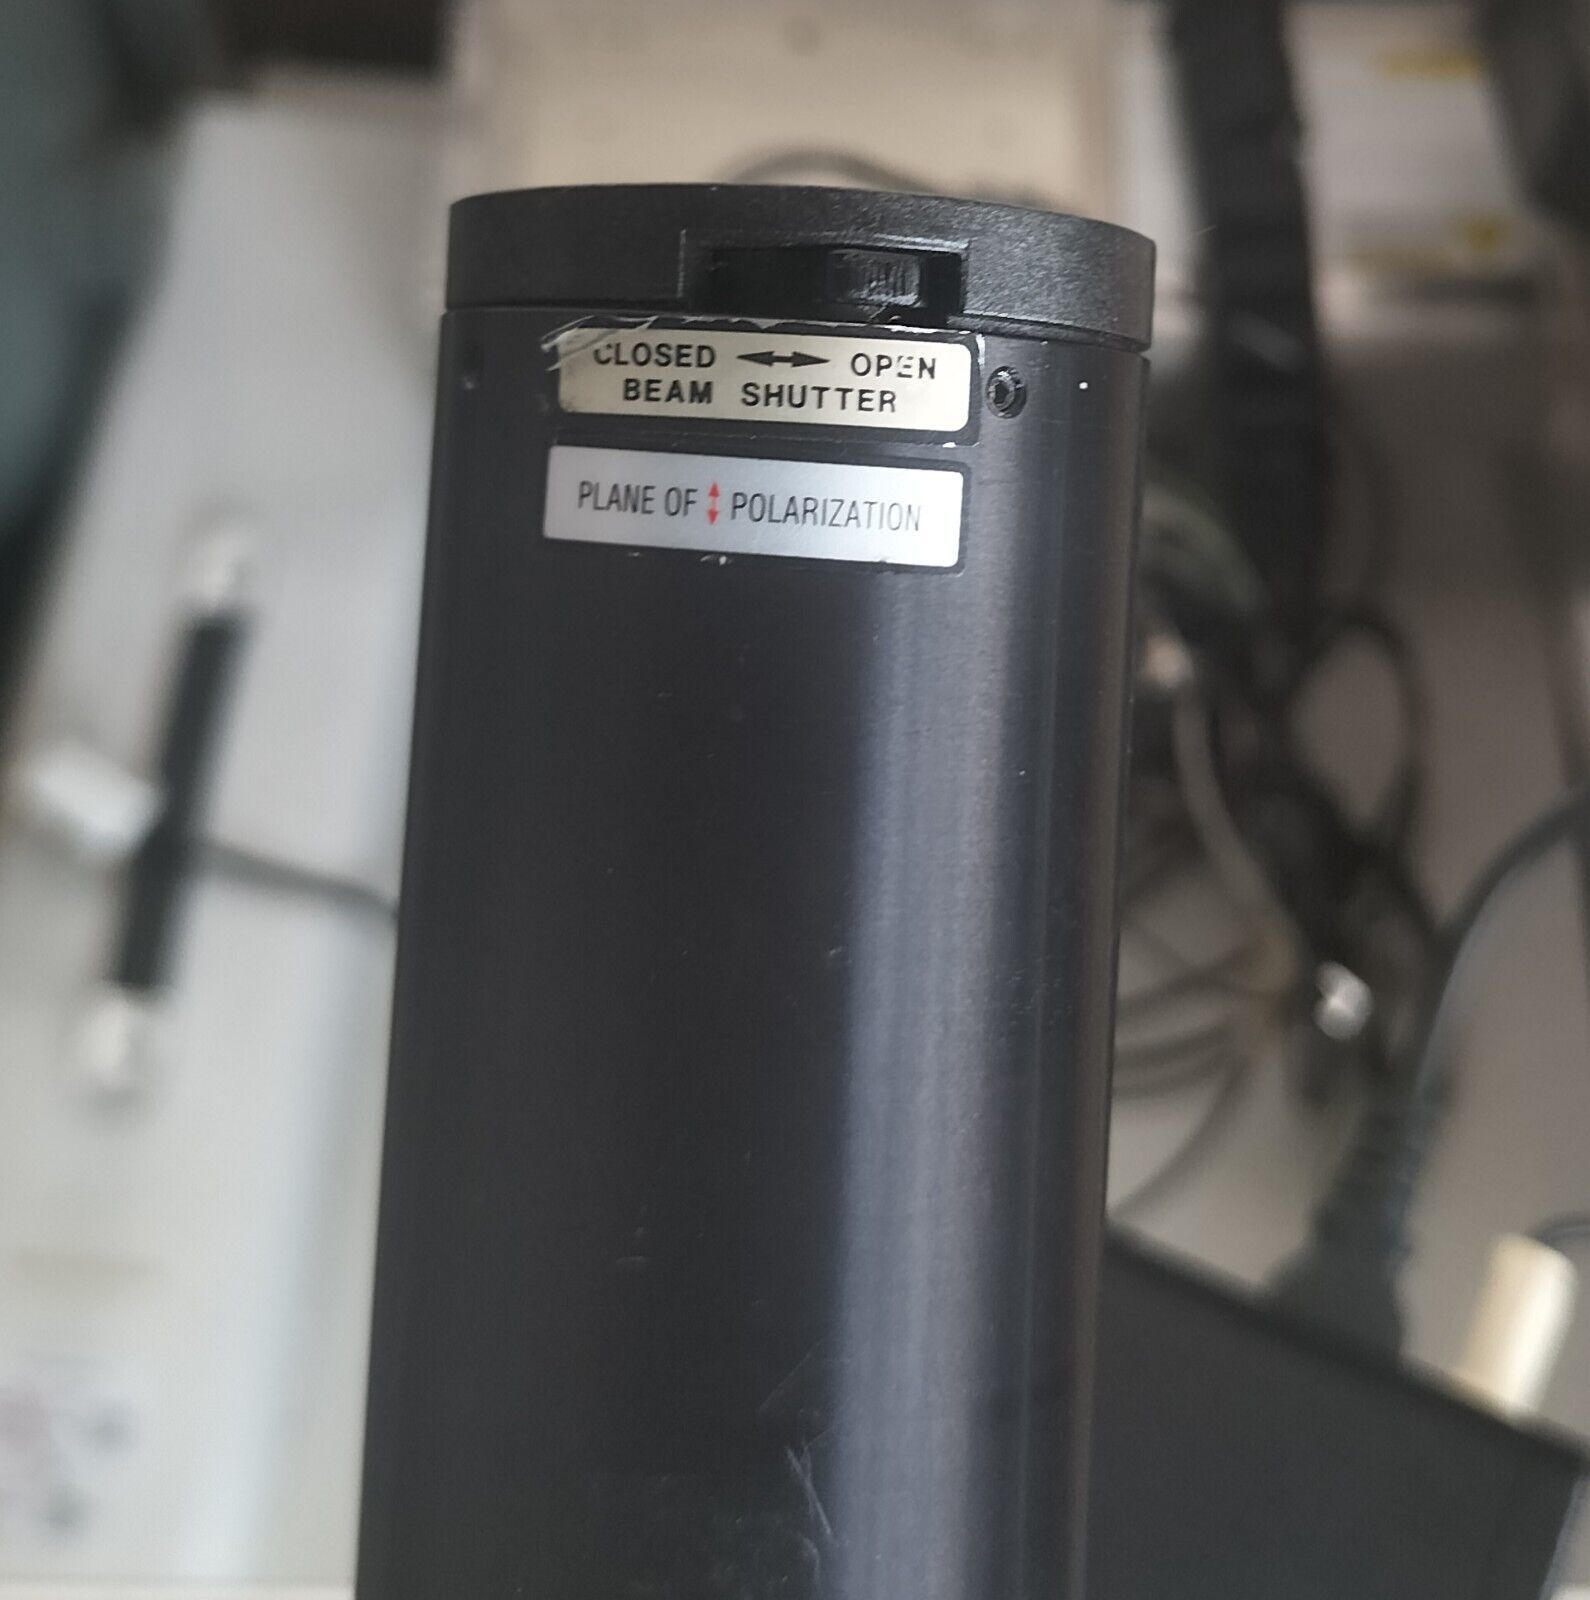 CLOSED ↔ OPEN
BEAM SHUTTER
PLANE OF ↕ POLARIZATION